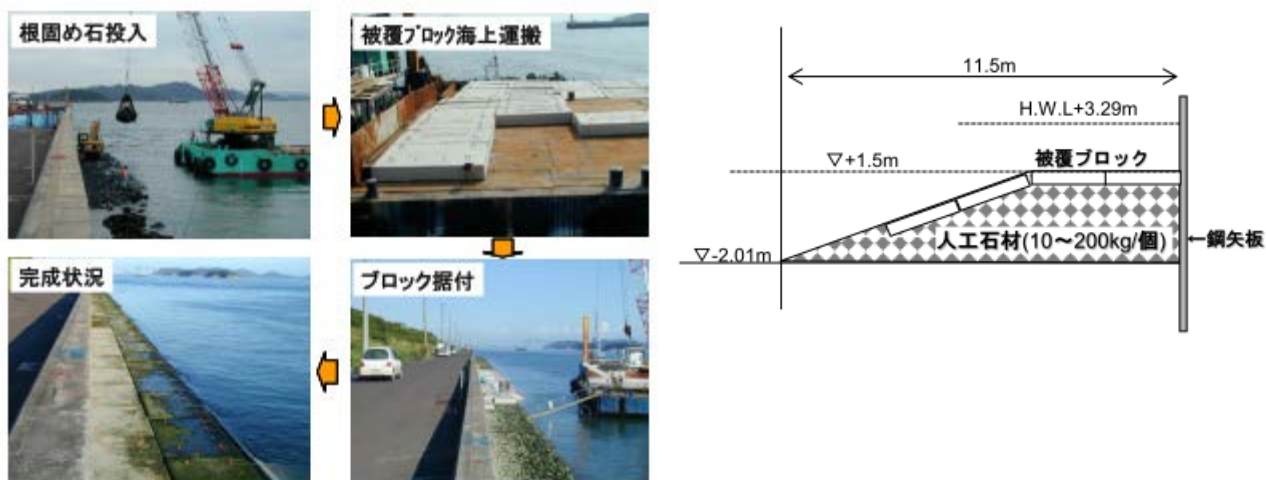 根固め石投入
被覆ブロック海上運搬
完成状況
ブロック据付
11.5m
H.W.L+3.29m
▽+1.5m
被覆ブロック
人工石材(10～200kg/個)
←鋼矢板
▽-2.01m